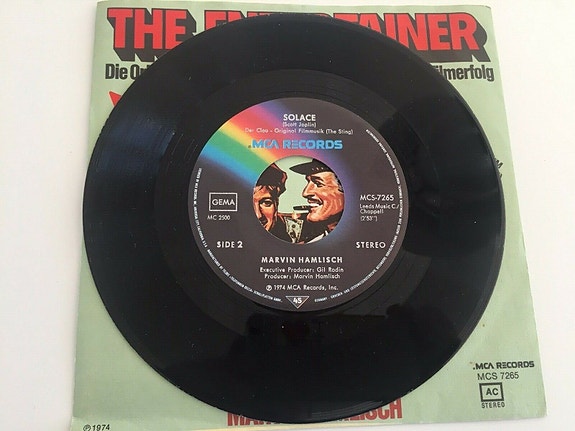 THE ENTERTAINER
Die Ori
ilmerfolg
SOLACE
(Scott Joplin)
Der Clou - Original Filmmusik (The Sting)
.MCA RECORDS
GEMA
MC 2500
MCS-7265
Leeds Music C./
Chappell
(2'53")
SIDE 2
STEREO
MARVIN HAMLISCH
Executive Producer: Gil Rodin
Producer: Marvin Hamlisch
℗ 1974 MCA Records, Inc.
45
.MCA RECORDS
MCS 7265
AC
STEREO
℗1974